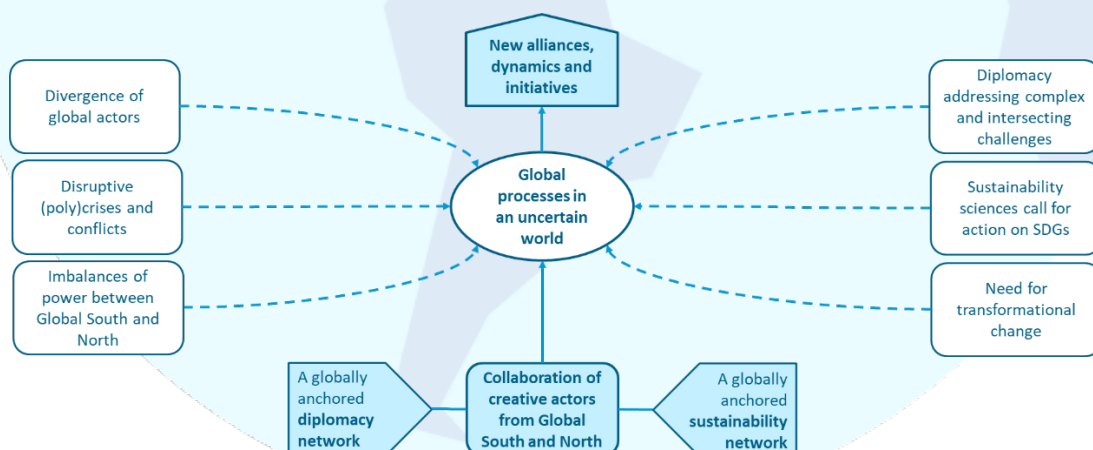 New alliances,
dynamics and
initiatives
Divergence of
global actors
Diplomacy
addressing complex
and intersecting
challenges
Disruptive
(poly)crises and
conflicts
Global
processes in
an uncertain
world
Sustainability
sciences call for
action on SDGs
Imbalances of
power between
Global South and
North
Need for
transformational
change
A globally
anchored
diplomacy
network
Collaboration of
creative actors
from Global
South and North
A globally
anchored
sustainability
network